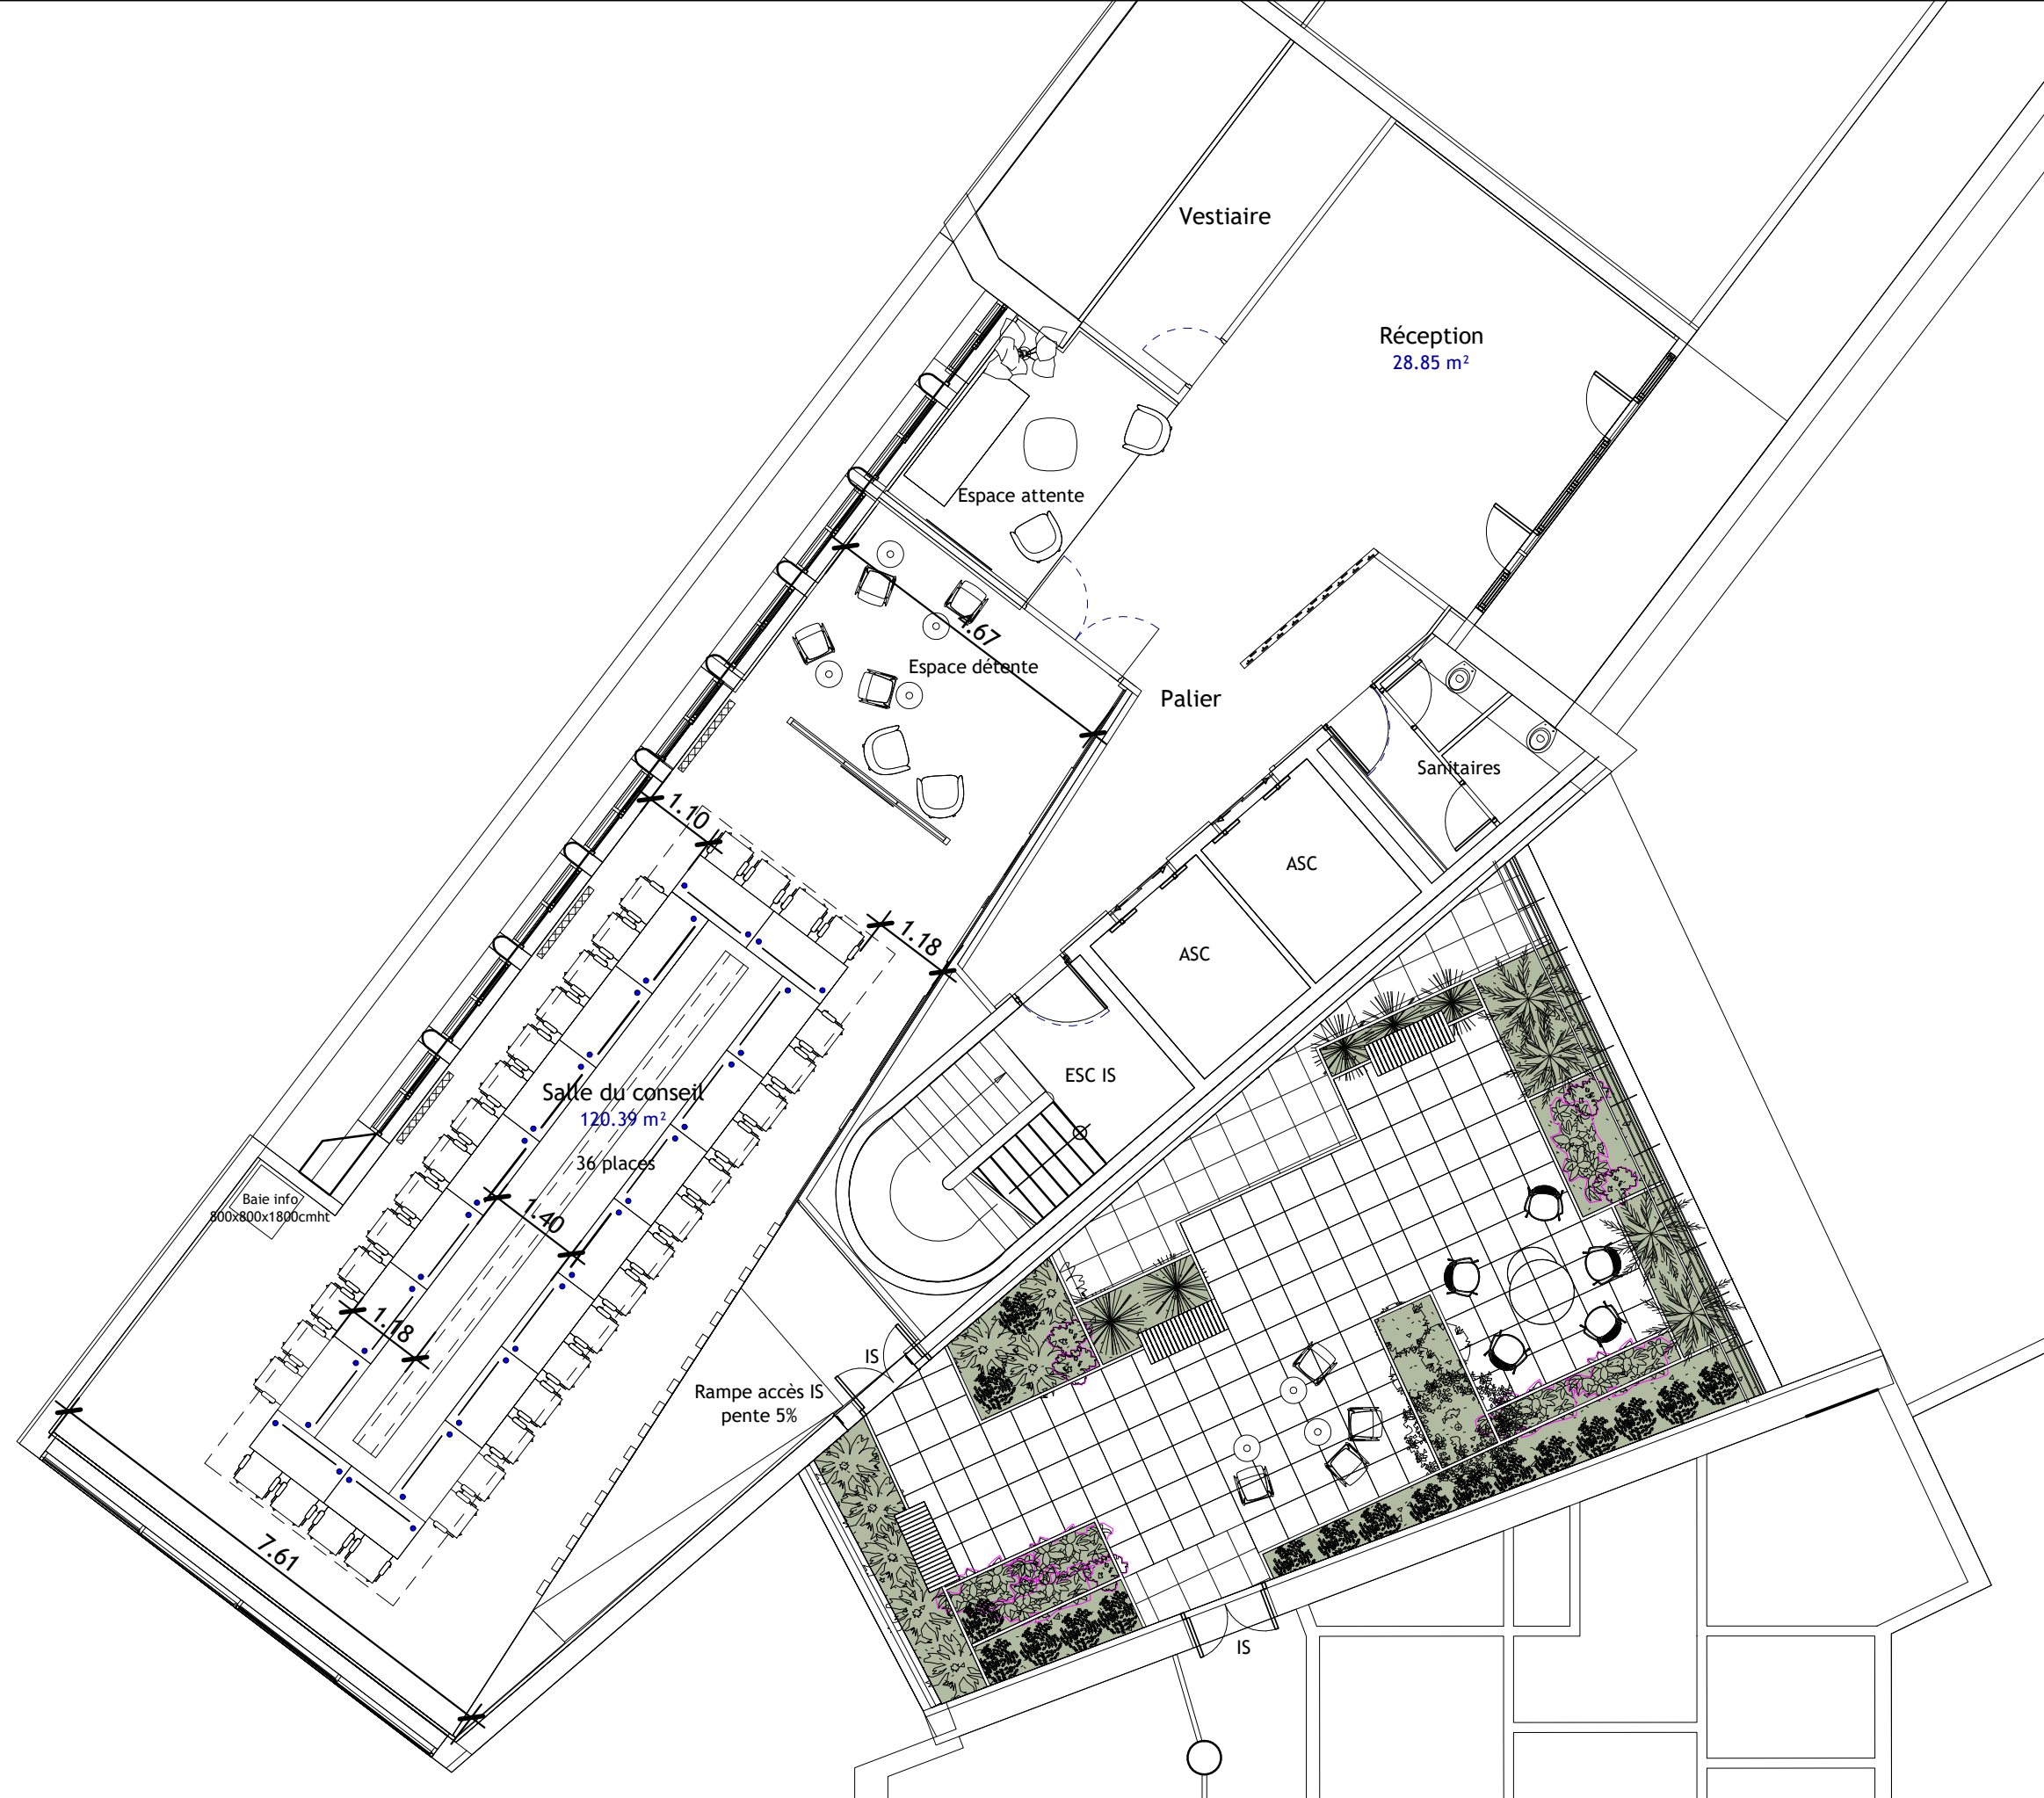 Vestiaire
Réception
28.85 m²
Espace attente
4.67
Espace détente
Palier
Sanitaires
1.10
ASC
1.18
ASC
ESC IS
Salle du conseil
120.39 m²
36 places
Baie info
800x800x1800cmht
1.40
1.18
IS
Rampe accès IS
pente 5%
7.61
IS